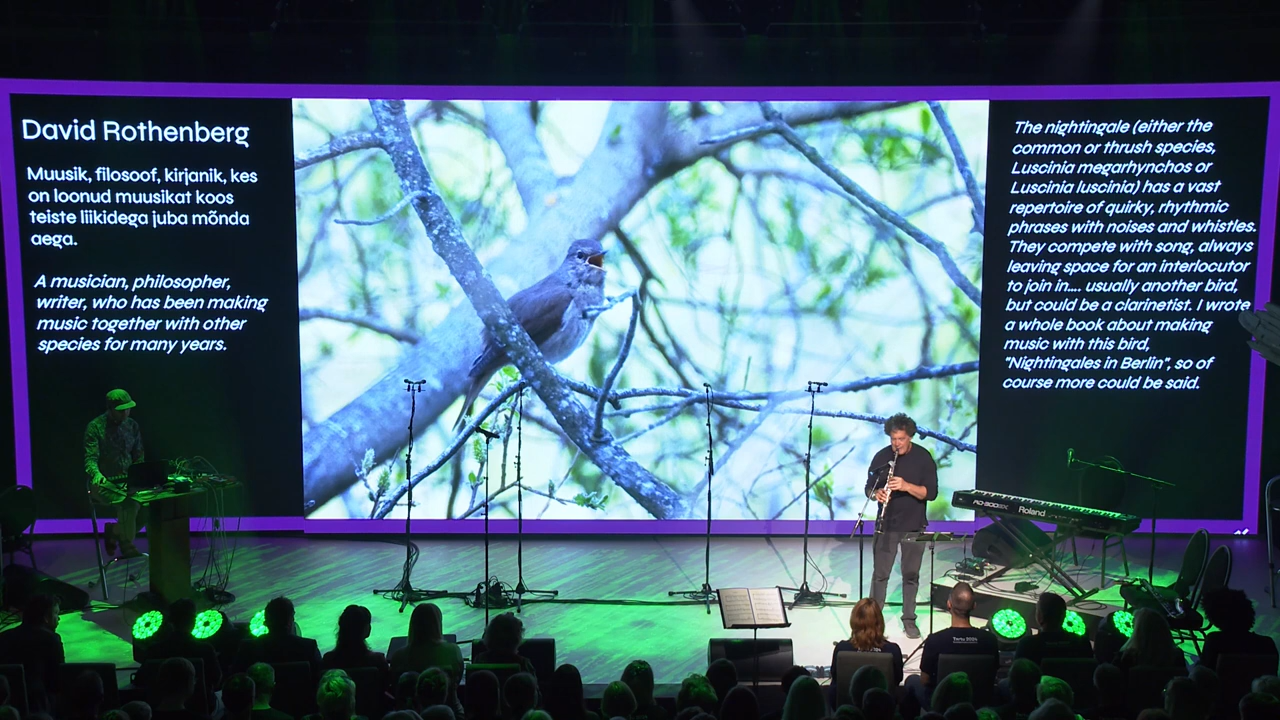 David Rothenberg
Muusik, filosoof, kirjanik, kes
on loonud muusikat koos
teiste liikidega juba mõnda
aega.
A musician, philosopher,
writer, who has been making
music together with other
species for many years.
The nightingale (either the
common or thrush species,
Luscinia megarhynchos or
Luscinia luscinia) has a vast
repertoire of quirky, rhythmic
phrases with noises and whistles.
They compete with song, always
leaving space for an interlocutor
to join in.... usually another bird,
but could be a clarinetist. I wrote
a whole book about making
music with this bird,
"Nightingales in Berlin", so of
course more could be said.
Roland
Tartu 2024